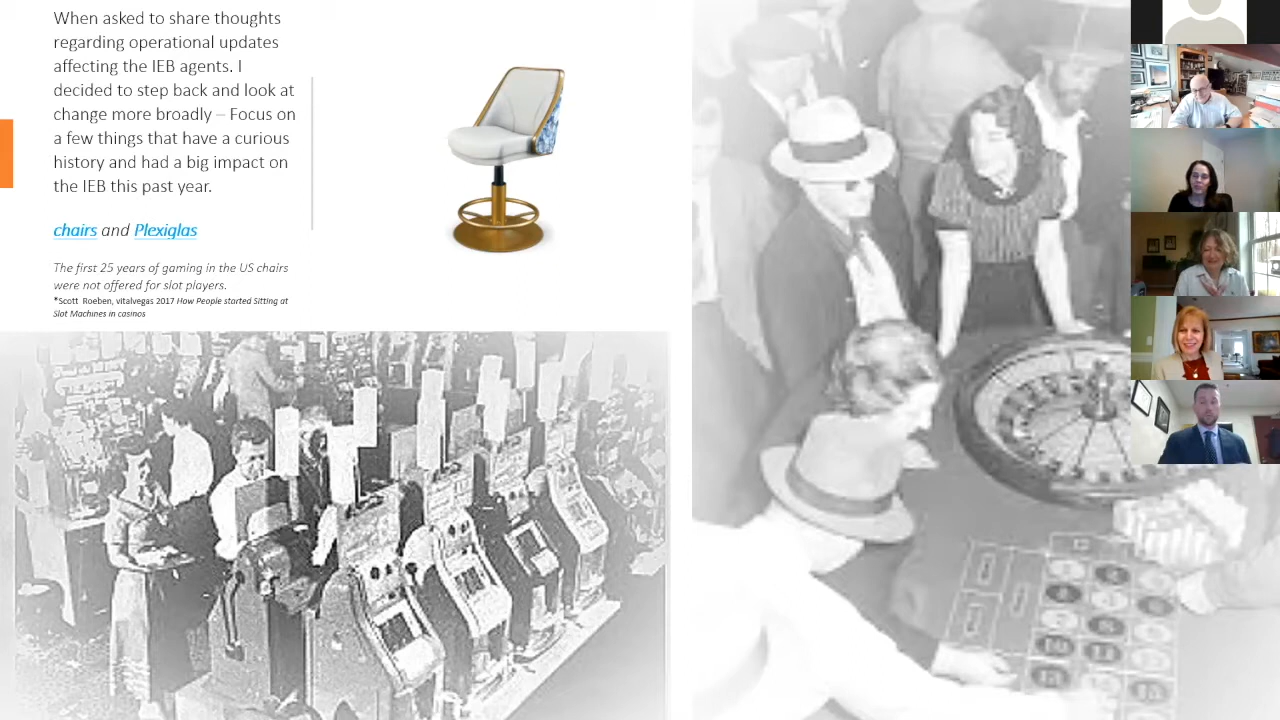 When asked to share thoughts
regarding operational updates
affecting the IEB agents. I
decided to step back and look at
change more broadly – Focus on
a few things that have a curious
history and had a big impact on
the IEB this past year.
chairs and Plexiglas
The first 25 years of gaming in the US chairs
were not offered for slot players.
*Scott Roeben, vitalvegas 2017 How People started Sitting at
Slot Machines in casinos